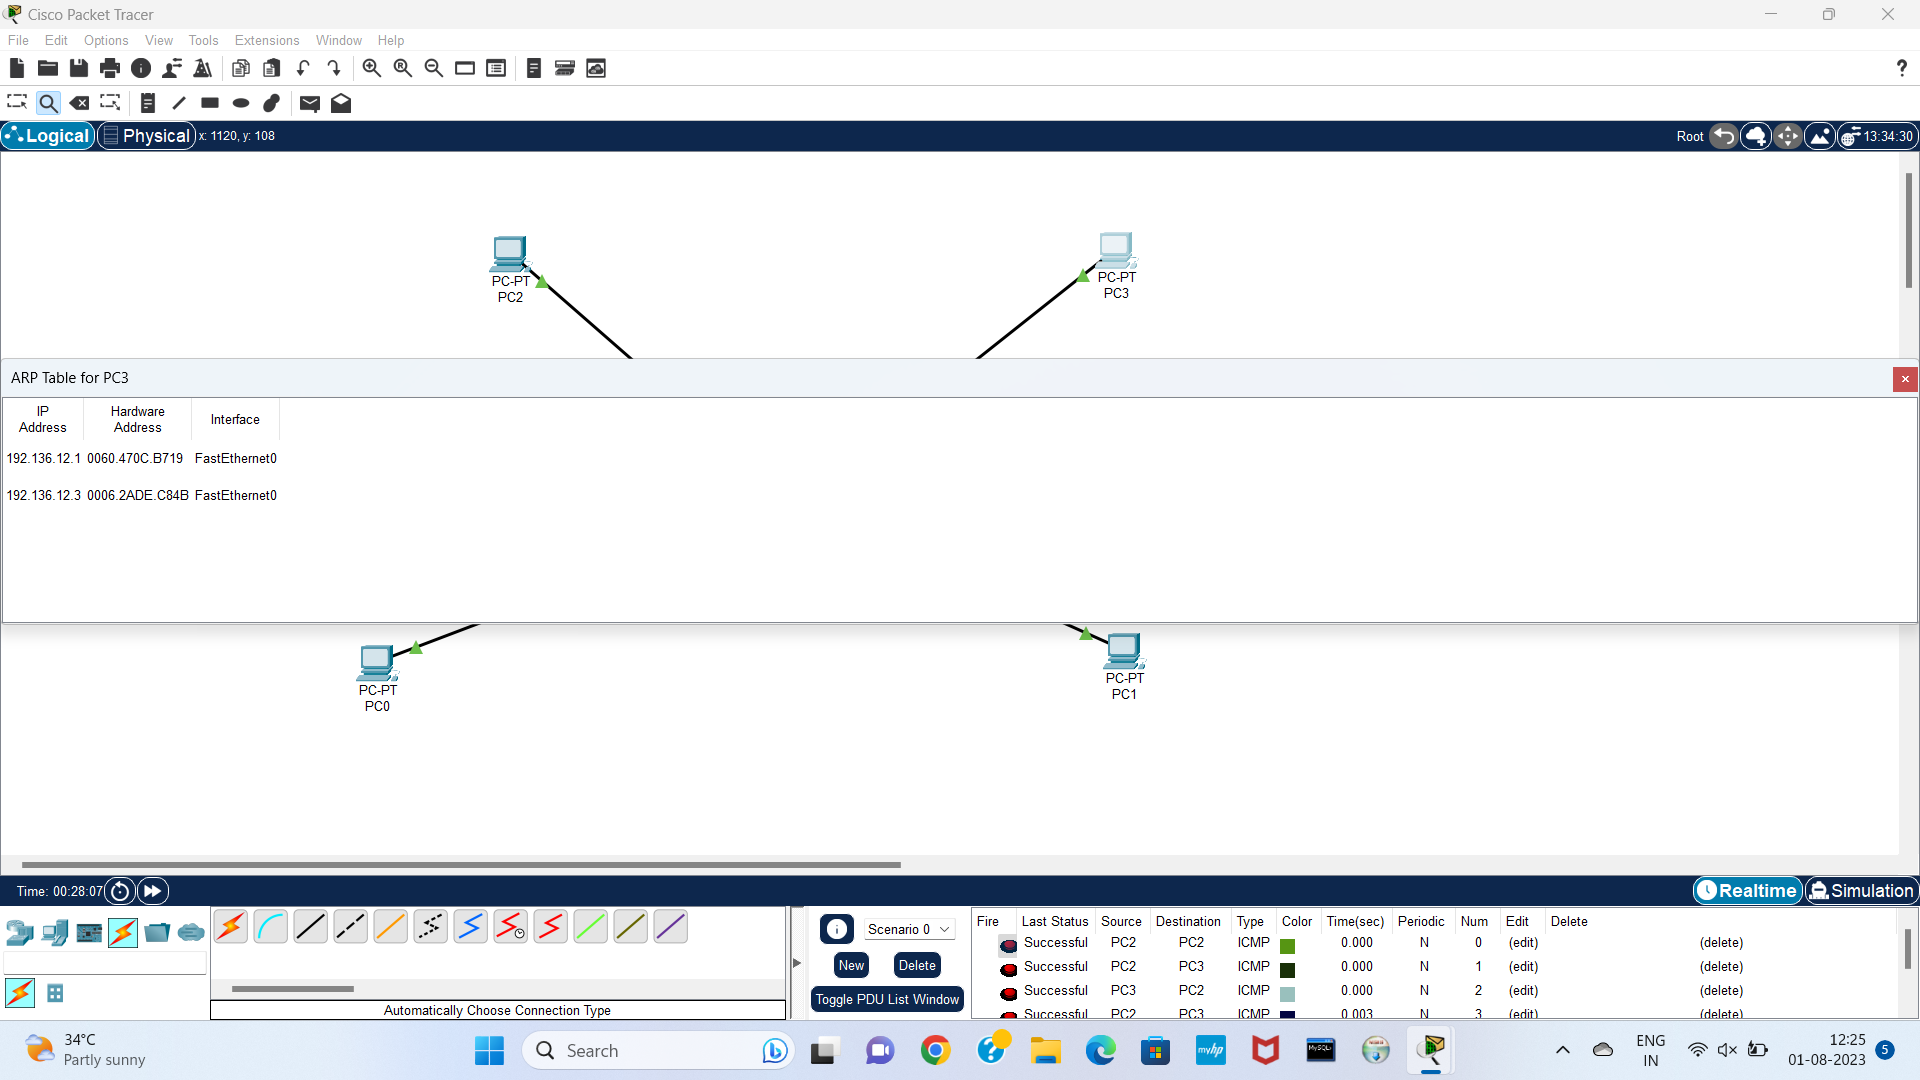 Cisco Packet Tracer
File Edit Options View Tools Extensions Window Help
?
Logical Physical x: 1120, y: 108 Root 13:34:30
PC-PT
PC2
PC-PT
PC3
ARP Table for PC3
IP Address Hardware Address Interface
192.136.12.1 0060.470C.B719 FastEthernet0
192.136.12.3 0006.2ADE.C84B FastEthernet0
PC-PT
PC0
PC-PT
PC1
Time: 00:28:07 Realtime Simulation
Scenario 0
New Delete
Toggle PDU List Window
Automatically Choose Connection Type
Fire Last Status Source Destination Type Color Time(sec) Periodic Num Edit Delete
Successful PC2 PC2 ICMP 0.000 N 0 (edit) (delete)
Successful PC2 PC3 ICMP 0.000 N 1 (edit) (delete)
Successful PC3 PC2 ICMP 0.000 N 2 (edit) (delete)
Successful PC2 PC3 ICMP 0.003 N 3 (edit) (delete)
34°C
Partly sunny
Search
myhp
MySQL
ENG
IN
12:25
01-08-2023
5